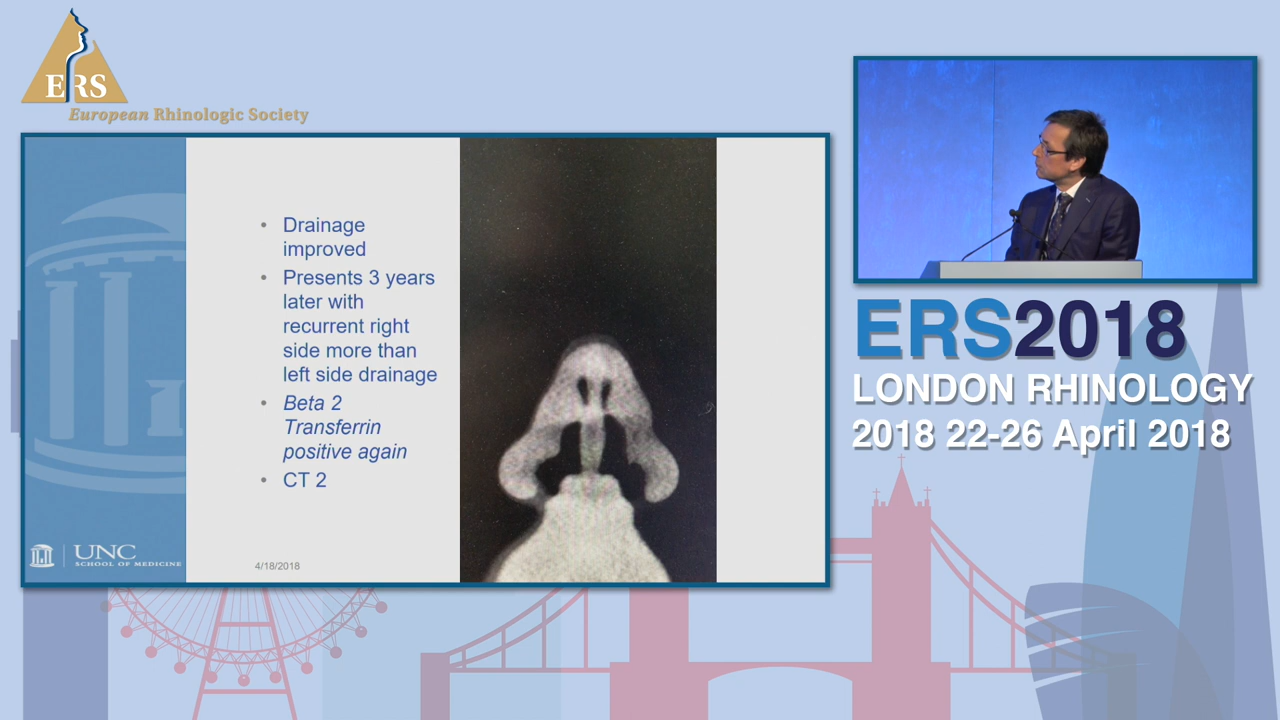 ERS
European Rhinologic Society
• Drainage
improved
• Presents 3 years
later with
recurrent right
side more than
left side drainage
• Beta 2
Transferrin
positive again
• CT 2
4/18/2018
UNC
SCHOOL OF MEDICINE
ERS2018
LONDON RHINOLOGY
2018 22-26 April 2018